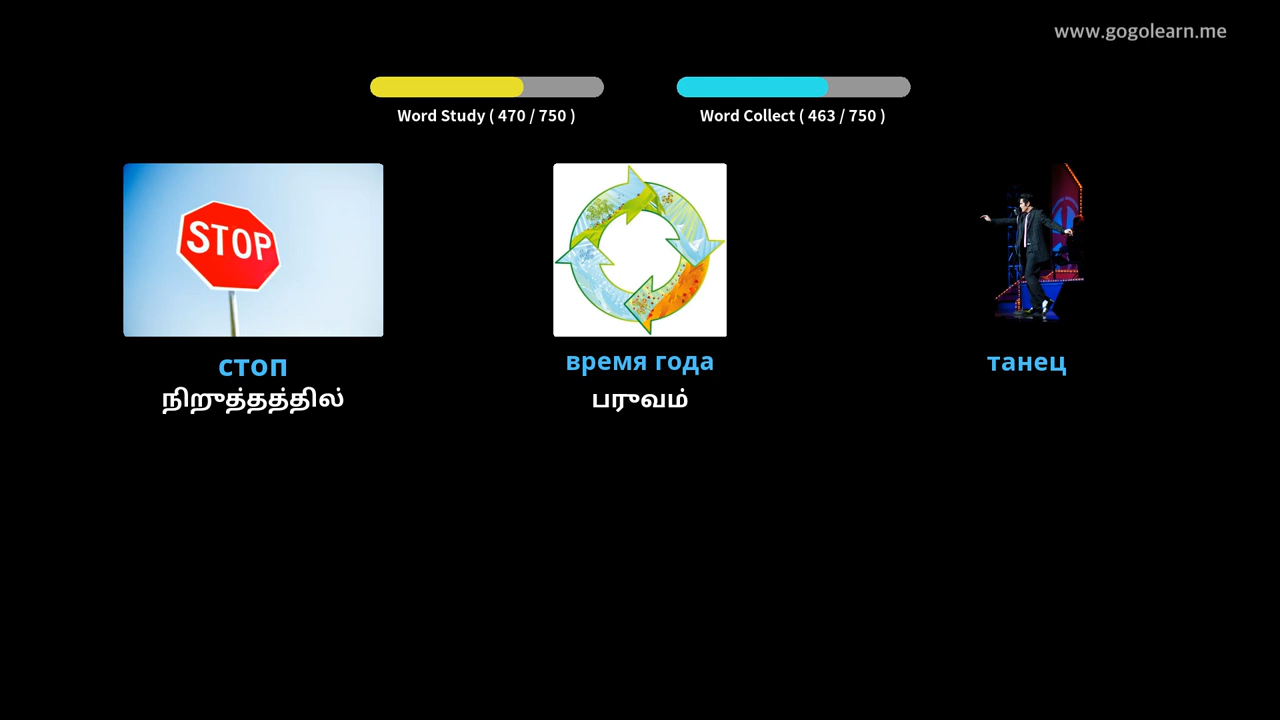 www.gogolearn.me
Word Study ( 470 / 750 )
Word Collect ( 463 / 750 )
STOP
стоп
நிறுத்தத்தில்
время года
பருவம்
танец